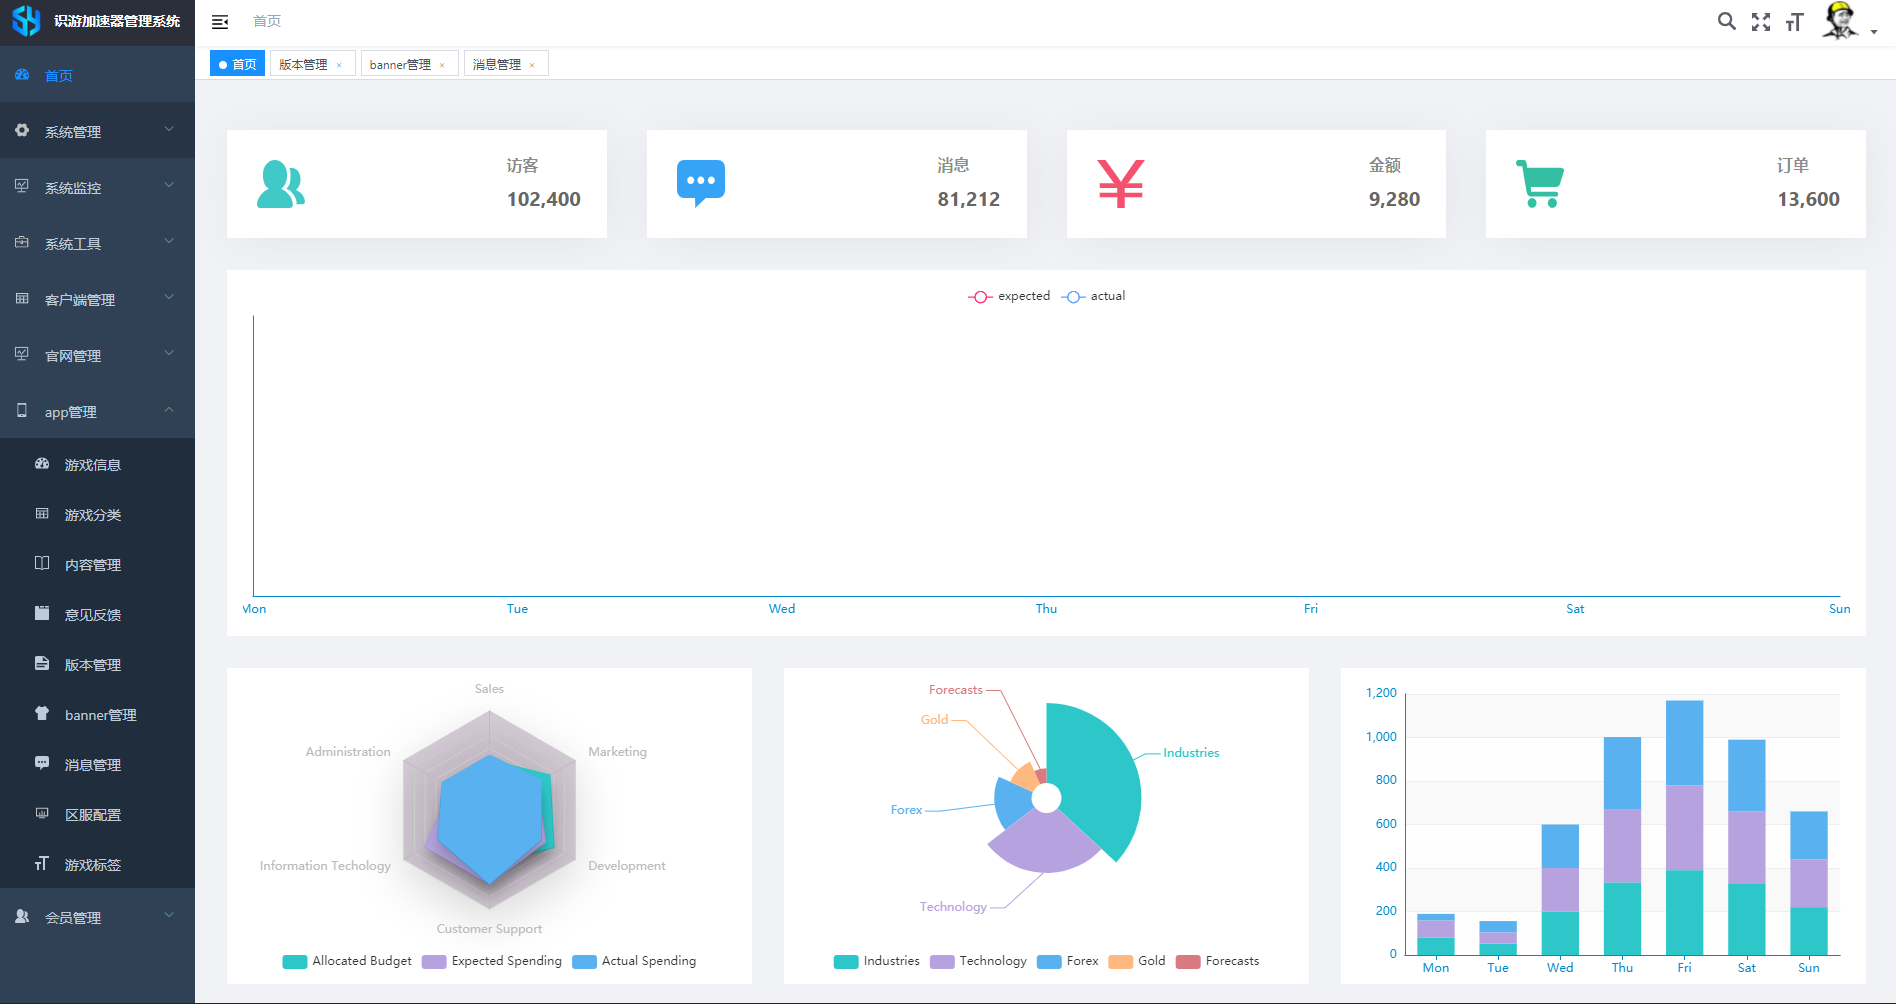 识游加速器管理系统
首页
系统管理
系统监控
系统工具
客户端管理
官网管理
app管理
游戏信息
游戏分类
内容管理
意见反馈
版本管理
banner管理
消息管理
区服配置
游戏标签
会员管理
首页
首页 版本管理 × banner管理 × 消息管理 ×
访客
102,400
消息
81,212
金额
9,280
订单
13,600
expected actual
Mon Tue Wed Thu Fri Sat Sun
Sales
Administration Marketing
Information Techology Development
Customer Support
Allocated Budget Expected Spending Actual Spending
Forecasts
Gold
Industries
Forex
Technology
Industries Technology Forex Gold Forecasts
1,200
1,000
800
600
400
200
0
Mon Tue Wed Thu Fri Sat Sun